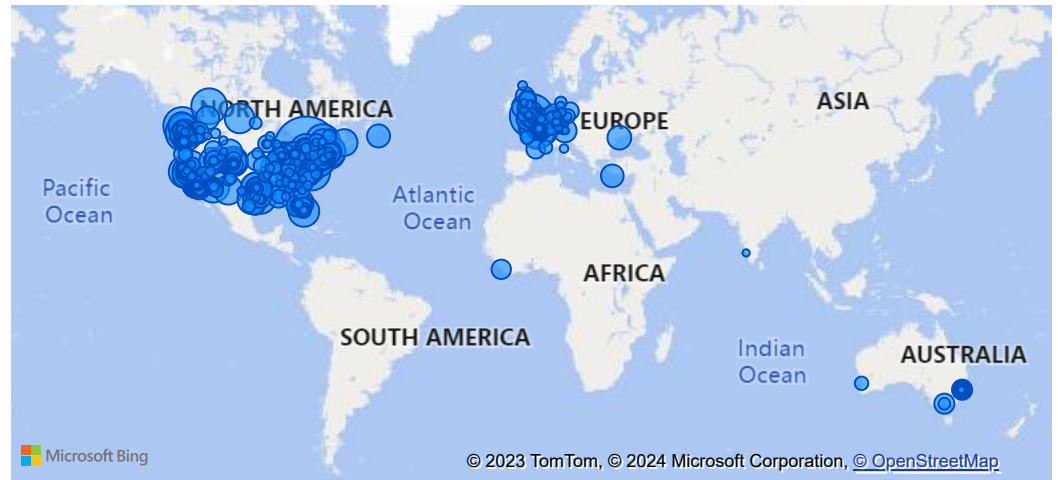 NORTH AMERICA
EUROPE
ASIA
Pacific
Ocean
Atlantic
Ocean
AFRICA
SOUTH AMERICA
Indian
Ocean
AUSTRALIA
Microsoft Bing
© 2023 TomTom, © 2024 Microsoft Corporation, © OpenStreetMap